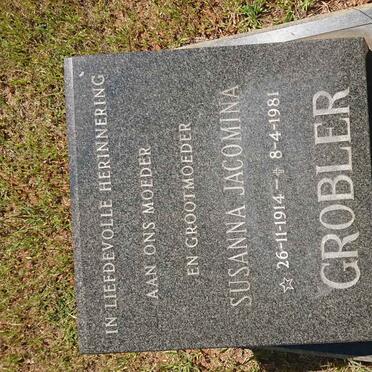 IN LIEFDEVOLLE HERINNERING
AAN ONS MOEDER
EN GROOTMOEDER
SUSANNA JACOMINA
☆ 26-11-1914 – ✝ 8-4-1981
GROBLER